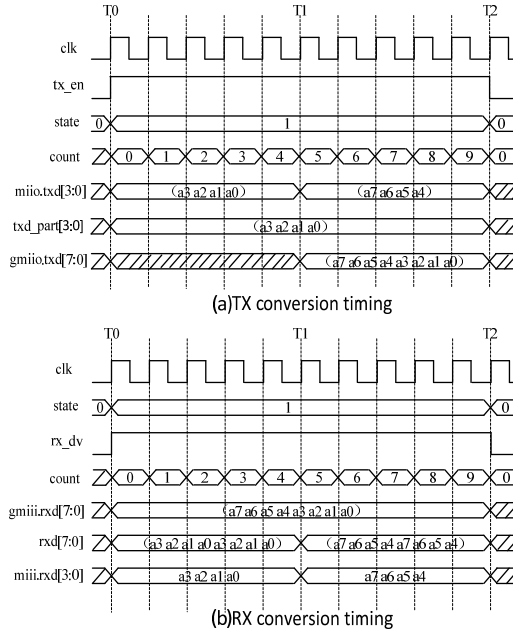 T0 T1 T2
clk
tx_en
state 0 1 0
count 0 1 2 3 4 5 6 7 8 9 0
miio.txd[3:0] (a3 a2 a1 a0) (a7 a6 a5 a4)
txd_part[3:0] (a3 a2 a1 a0)
gmiio.txd[7:0] (a7 a6 a5 a4 a3 a2 a1 a0)
(a)TX conversion timing
T0 T1 T2
clk
state 0 1 0
rx_dv
count 0 1 2 3 4 5 6 7 8 9 0
gmiii.rxd[7:0] (a7 a6 a5 a4 a3 a2 a1 a0)
rxd[7:0] (a3 a2 a1 a0 a3 a2 a1 a0) (a7 a6 a5 a4 a7 a6 a5 a4)
miii.rxd[3:0] a3 a2 a1 a0 a7 a6 a5 a4
(b)RX conversion timing